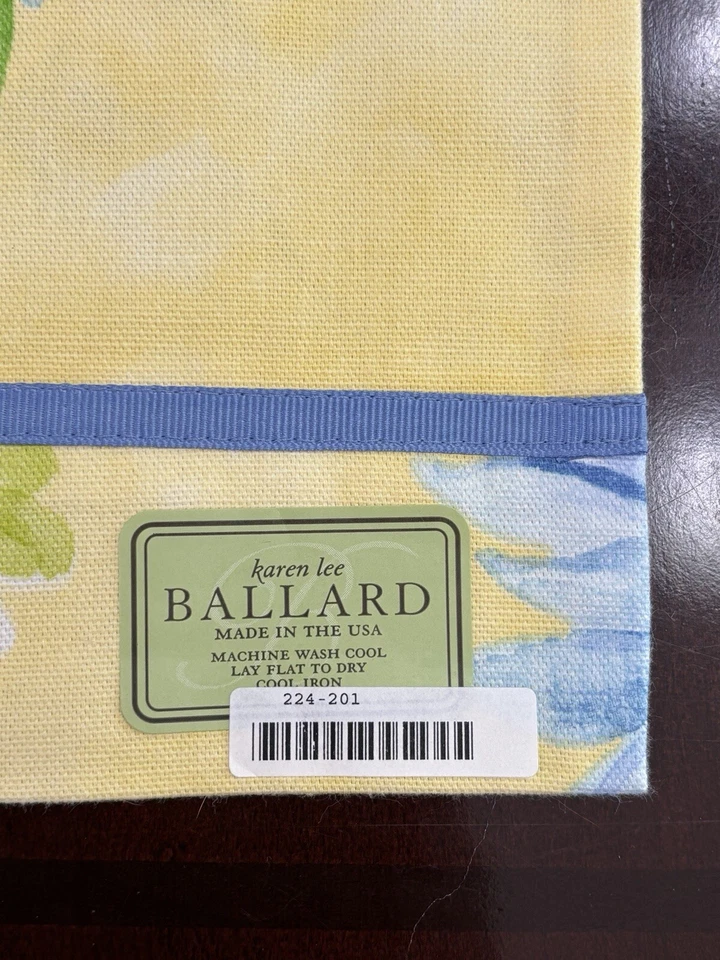 karen lee
BALLARD
MADE IN THE USA
MACHINE WASH COOL
LAY FLAT TO DRY
COOL IRON
224-201